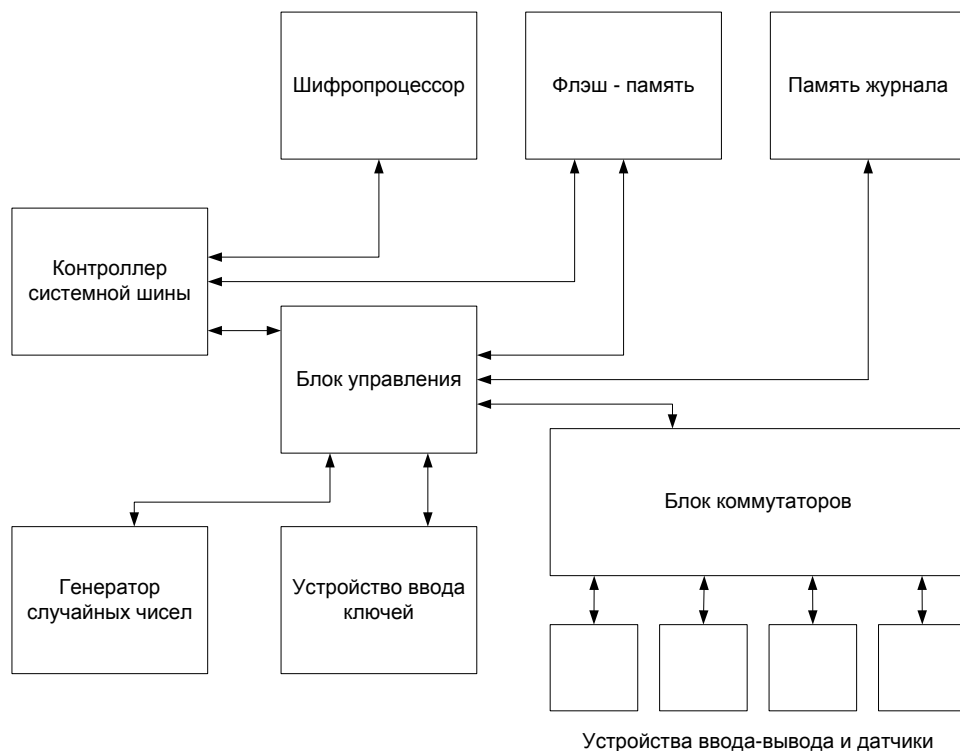 Шифропроцессор
Флэш - память
Память журнала
Контроллер
системной шины
Блок управления
Блок коммутаторов
Генератор
случайных чисел
Устройство ввода
ключей
Устройства ввода-вывода и датчики